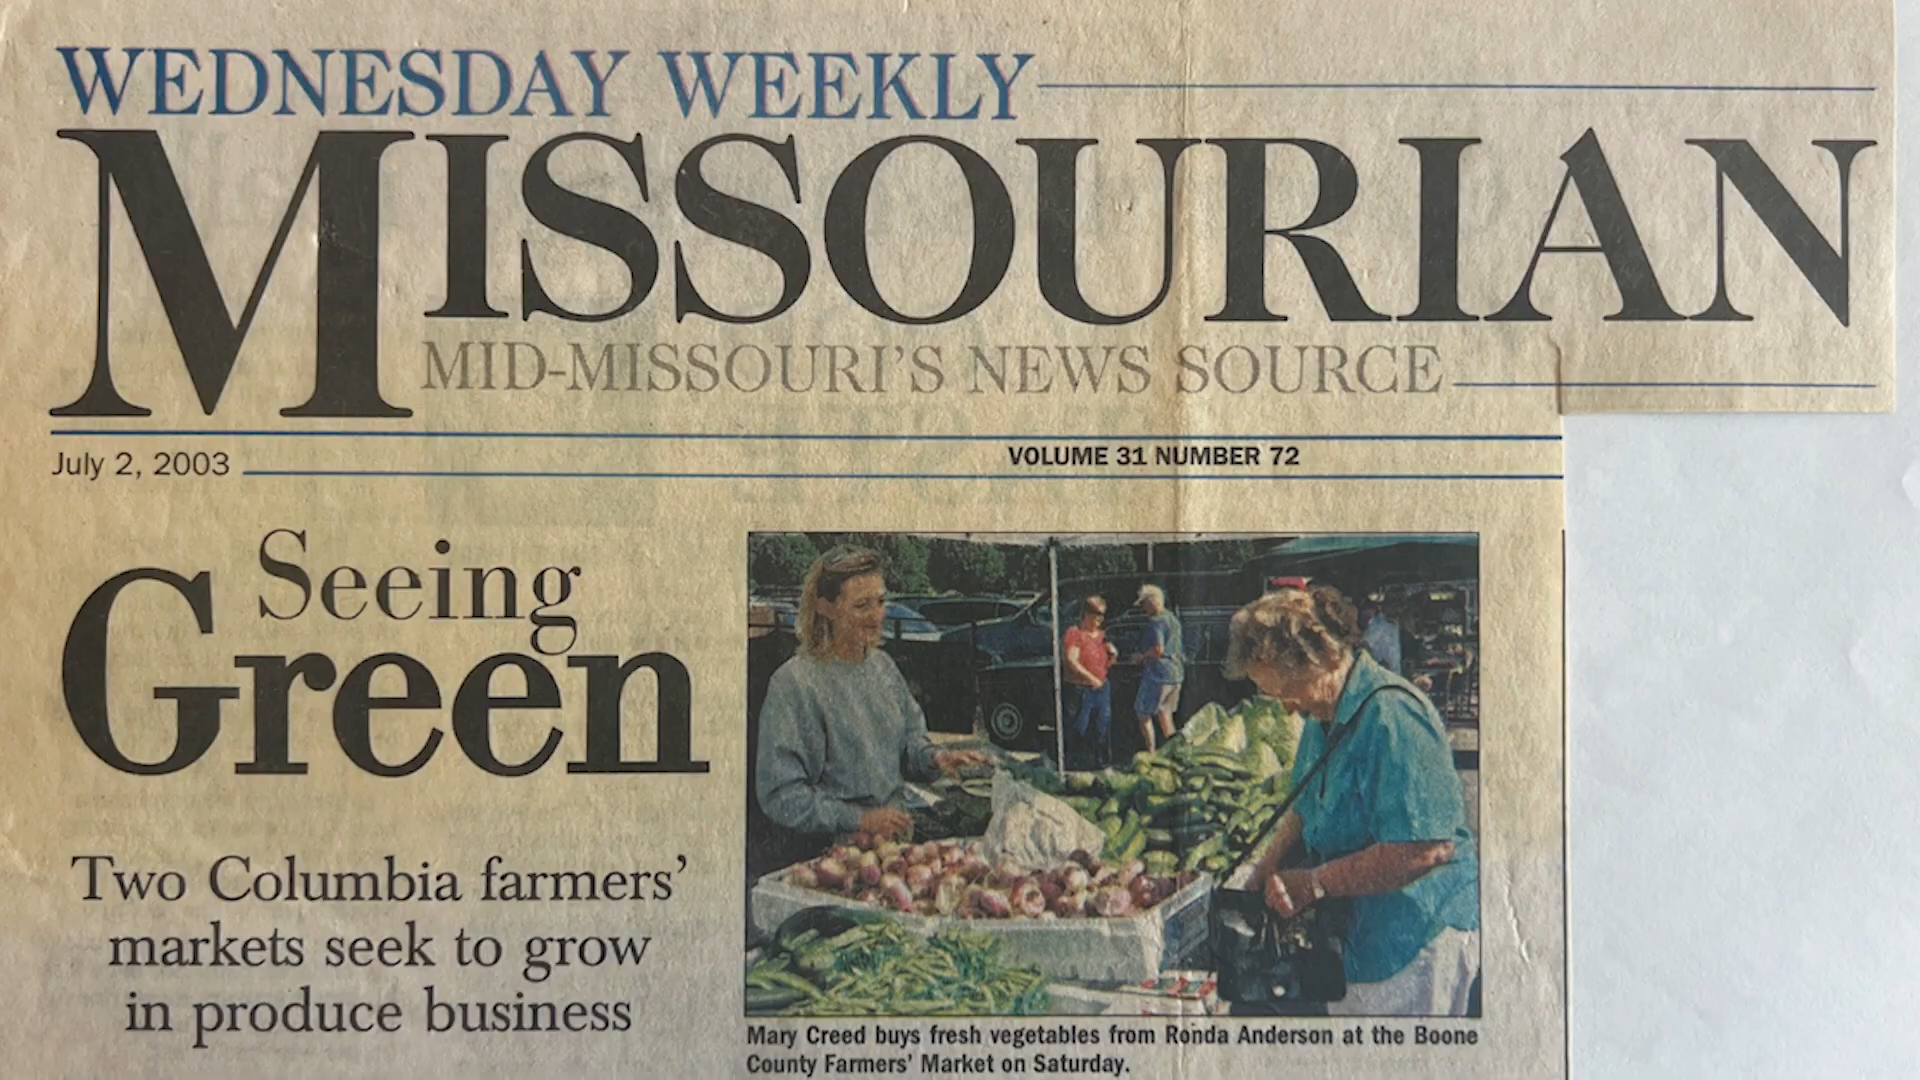 WEDNESDAY WEEKLY
MISSOURIAN
MID-MISSOURI'S NEWS SOURCE
July 2, 2003
VOLUME 31 NUMBER 72
Seeing
Green
Two Columbia farmers’
markets seek to grow
in produce business
Mary Creed buys fresh vegetables from Ronda Anderson at the Boone
County Farmers’ Market on Saturday.